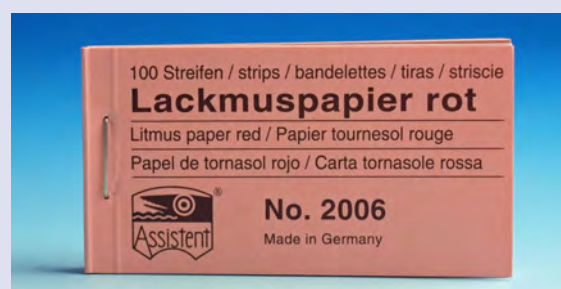 100 Streifen / strips / bandelettes / tiras / striscie
Lackmuspapier rot
Litmus paper red / Papier tournesol rouge
Papel de tornasol rojo / Carta tornasole rossa
®
Assistent
No. 2006
Made in Germany